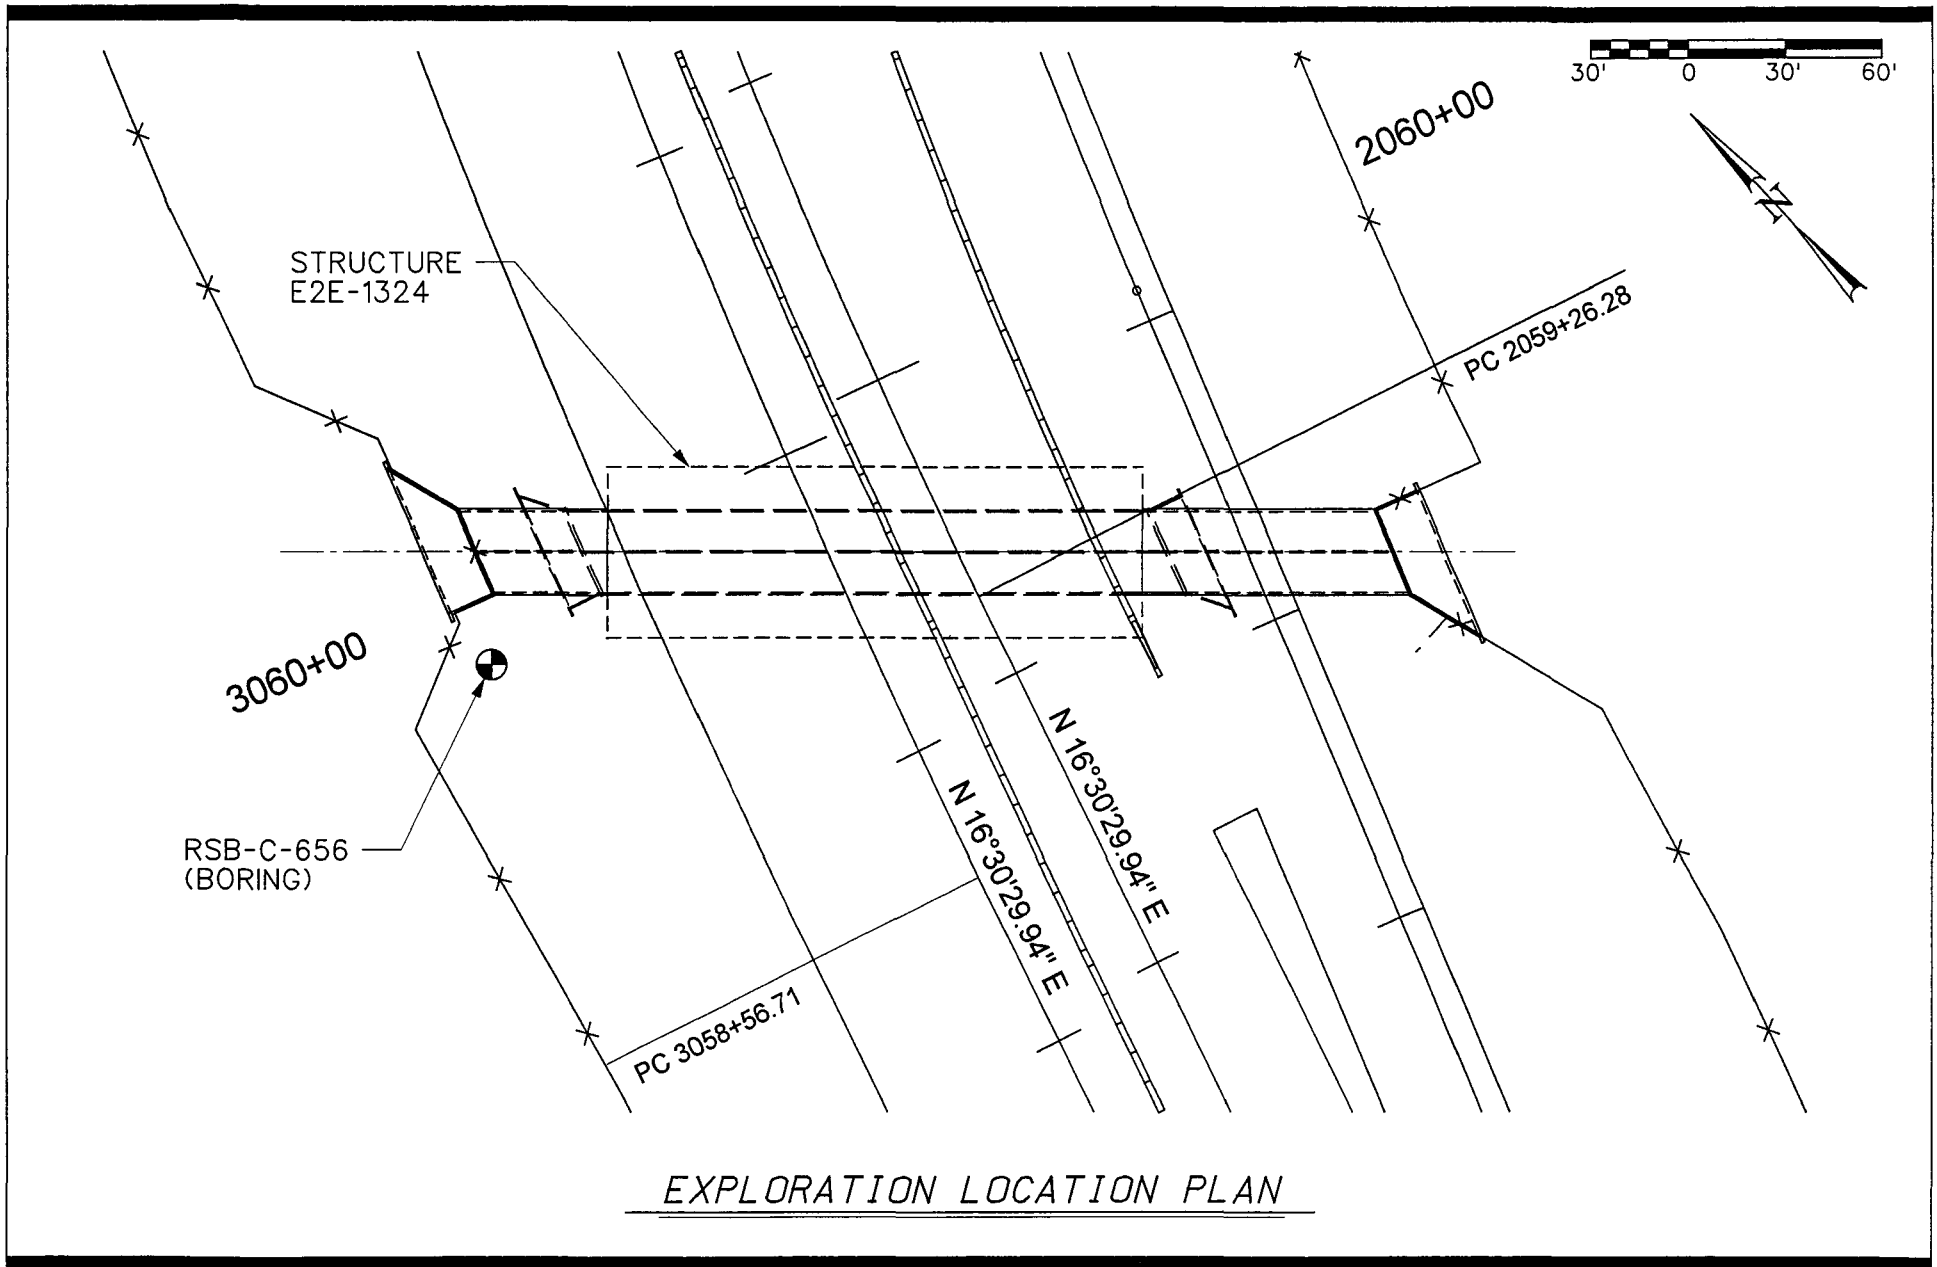 30' 0 30' 60'
2060+00
N
STRUCTURE
E2E-1324
PC 2059+26.28
3060+00
N 16°30'29.94" E
N 16°30'29.94" E
RSB-C-656
(BORING)
PC 3058+56.71
EXPLORATION LOCATION PLAN